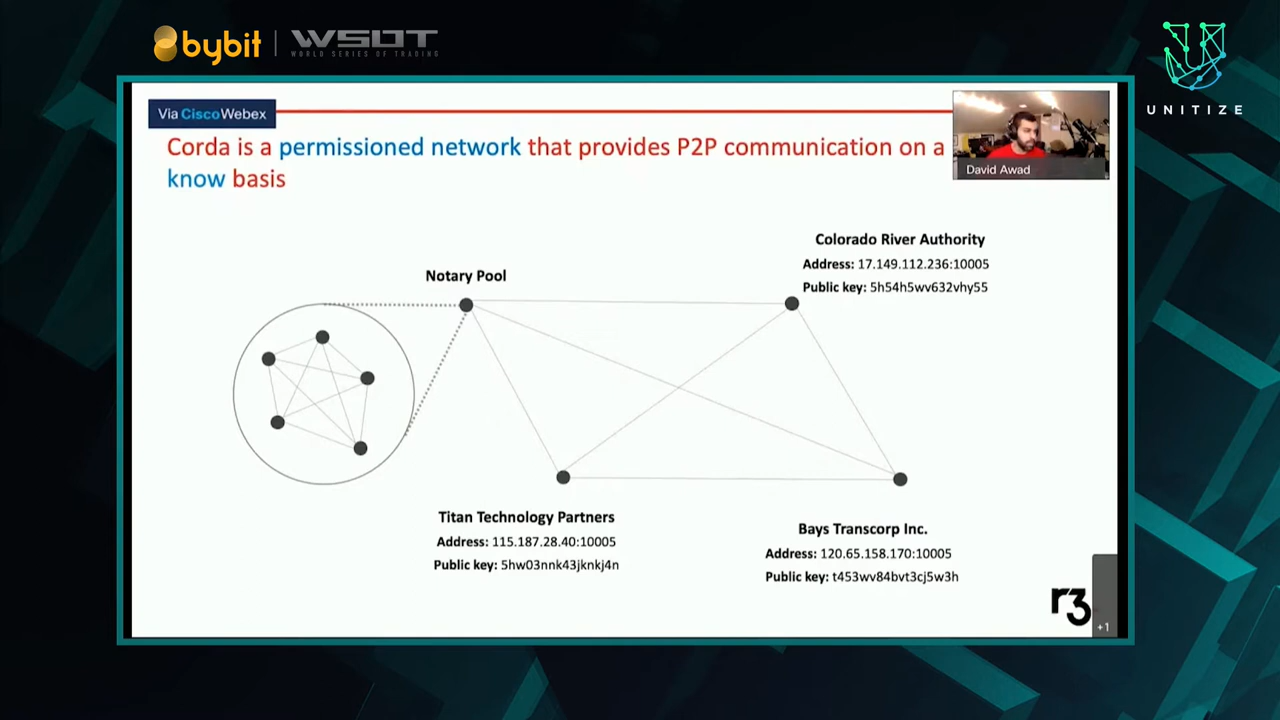 bybit
WSOT
WORLD SERIES OF TRADING
UNITIZE
Via CiscoWebex
Corda is a permissioned network that provides P2P communication on a
know basis
David Awad
Colorado River Authority
Address: 17.149.112.236:10005
Public key: 5h54h5wv632vhy55
Notary Pool
Titan Technology Partners
Address: 115.187.28.40:10005
Public key: 5hw03nnk43jknkj4n
Bays Transcorp Inc.
Address: 120.65.158.170:10005
Public key: t453wv84bvt3cj5w3h
r3
+1